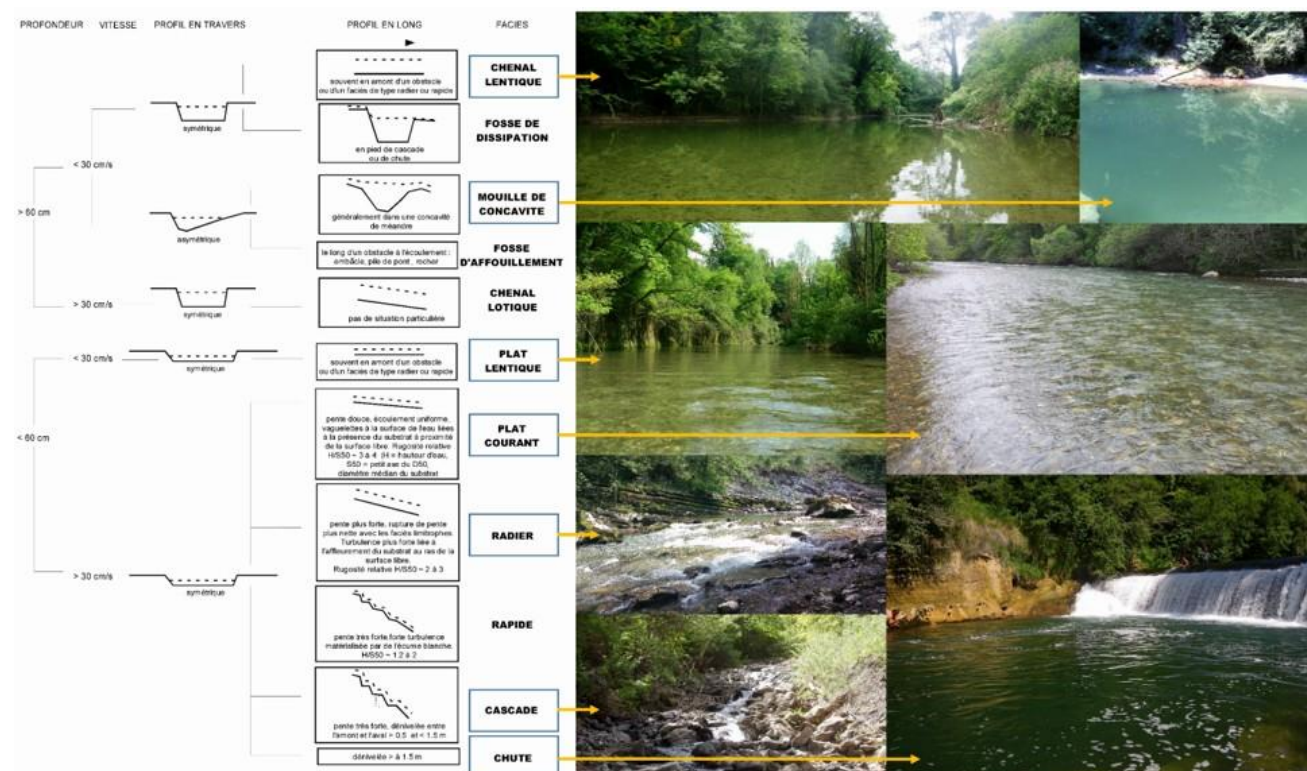 PROFONDEUR VITESSE PROFIL EN TRAVERS PROFIL EN LONG FACIES
souvent en amont d'un obstacle
ou d'un faciès de type radier ou rapide
CHENAL
LENTIQUE
symétrique
en pied de cascade
ou de chute
FOSSE DE
DISSIPATION
< 30 cm/s
> 60 cm
asymétrique
généralement dans une concavité
de méandre
MOUILLE DE
CONCAVITE
le long d'un obstacle à l'écoulement :
embâcle, pile de pont , rocher
FOSSE
D'AFFOUILLEMENT
> 30 cm/s
symétrique
pas de situation particulière
CHENAL
LOTIQUE
< 30 cm/s
symétrique
souvent en amont d'un obstacle
ou d'un faciès de type radier ou rapide
PLAT
LENTIQUE
< 60 cm
pente douce, écoulement uniforme,
vaguelettes à la surface de l'eau liées
à la présence du substrat à proximité
de la surface libre. Rugosité relative
H/S50 ~ 3 à 4 (H = hauteur d'eau,
S50 = petit axe du D50,
diamètre médian du substrat
PLAT
COURANT
pente plus forte, rupture de pente
plus nette avec les faciès limitrophes.
Turbulence plus forte liée à
l'affleurement du substrat au ras de la
surface libre.
Rugosité relative H/S50 ~ 2 à 3
RADIER
> 30 cm/s
symétrique
pente très forte,forte turbulence
matérialisée par de l'écume blanche.
H/S50 ~ 1.2 à 2
RAPIDE
pente très forte, dénivelée entre
l'amont et l'aval > 0.5 et < 1.5 m
CASCADE
dénivelée > à 1.5 m
CHUTE